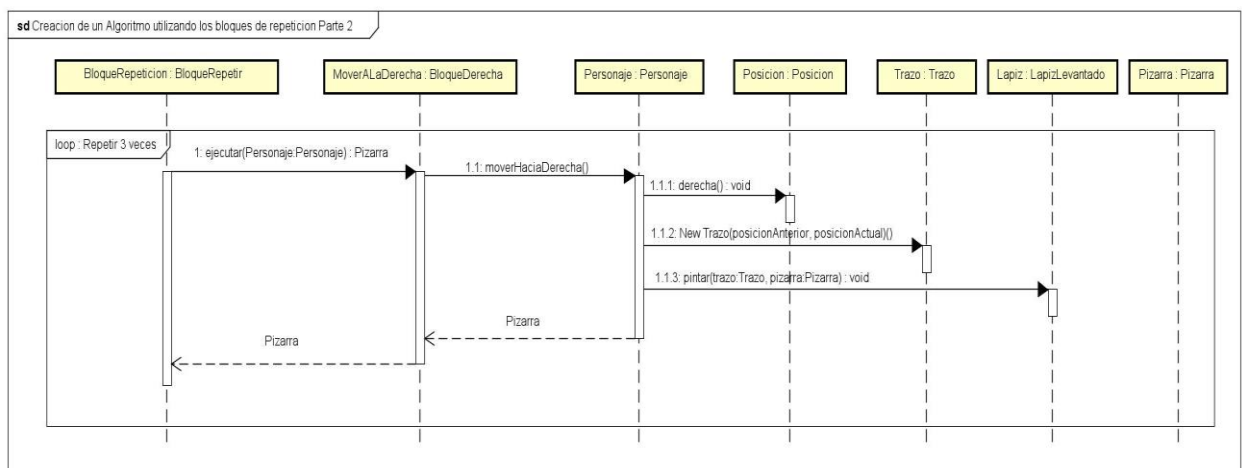 sd Creacion de un Algoritmo utilizando los bloques de repeticion Parte 2
BloqueRepeticion : BloqueRepetir
MoverALaDerecha : BloqueDerecha
Personaje : Personaje
Posicion : Posicion
Trazo : Trazo
Lapiz : LapizLevantado
Pizarra : Pizarra
loop : Repetir 3 veces
1: ejecutar(Personaje:Personaje) : Pizarra
1.1: moverHaciaDerecha()
1.1.1: derecha() : void
1.1.2: New Trazo(posicionAnterior, posicionActual)()
1.1.3: pintar(trazo:Trazo, pizarra:Pizarra) : void
Pizarra
Pizarra